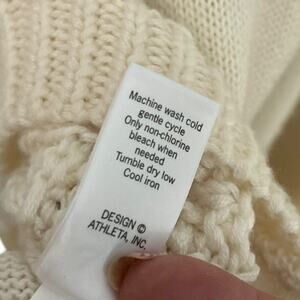 Machine wash cold
gentle cycle
Only non-chlorine
bleach when
needed
Tumble dry low
Cool iron
DESIGN ©
ATHLETA, INC.